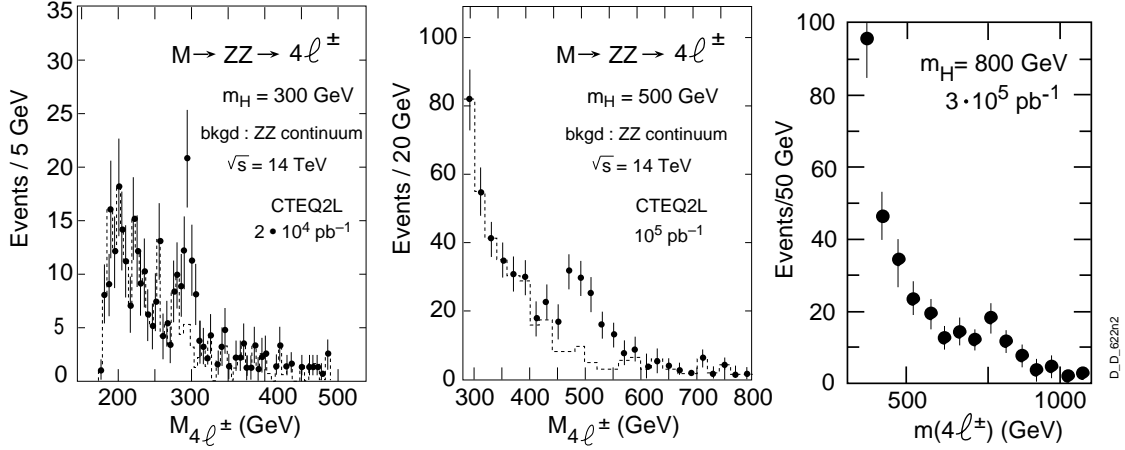 35
30
25
20
15
10
5
0
Events / 5 GeV
M → ZZ → 4ℓ±
m_H = 300 GeV
bkgd : ZZ continuum
√s = 14 TeV
CTEQ2L
2 • 10⁴ pb⁻¹
200 300 400 500
M₄ℓ± (GeV)
100
80
60
40
20
0
Events / 20 GeV
M → ZZ → 4ℓ±
m_H = 500 GeV
bkgd : ZZ continuum
√s = 14 TeV
CTEQ2L
10⁵ pb⁻¹
300 400 500 600 700 800
M₄ℓ± (GeV)
100
80
60
40
20
0
Events/50 GeV
m_H= 800 GeV
3 • 10⁵ pb⁻¹
500 1000
m(4ℓ±) (GeV)
D_D_622n2